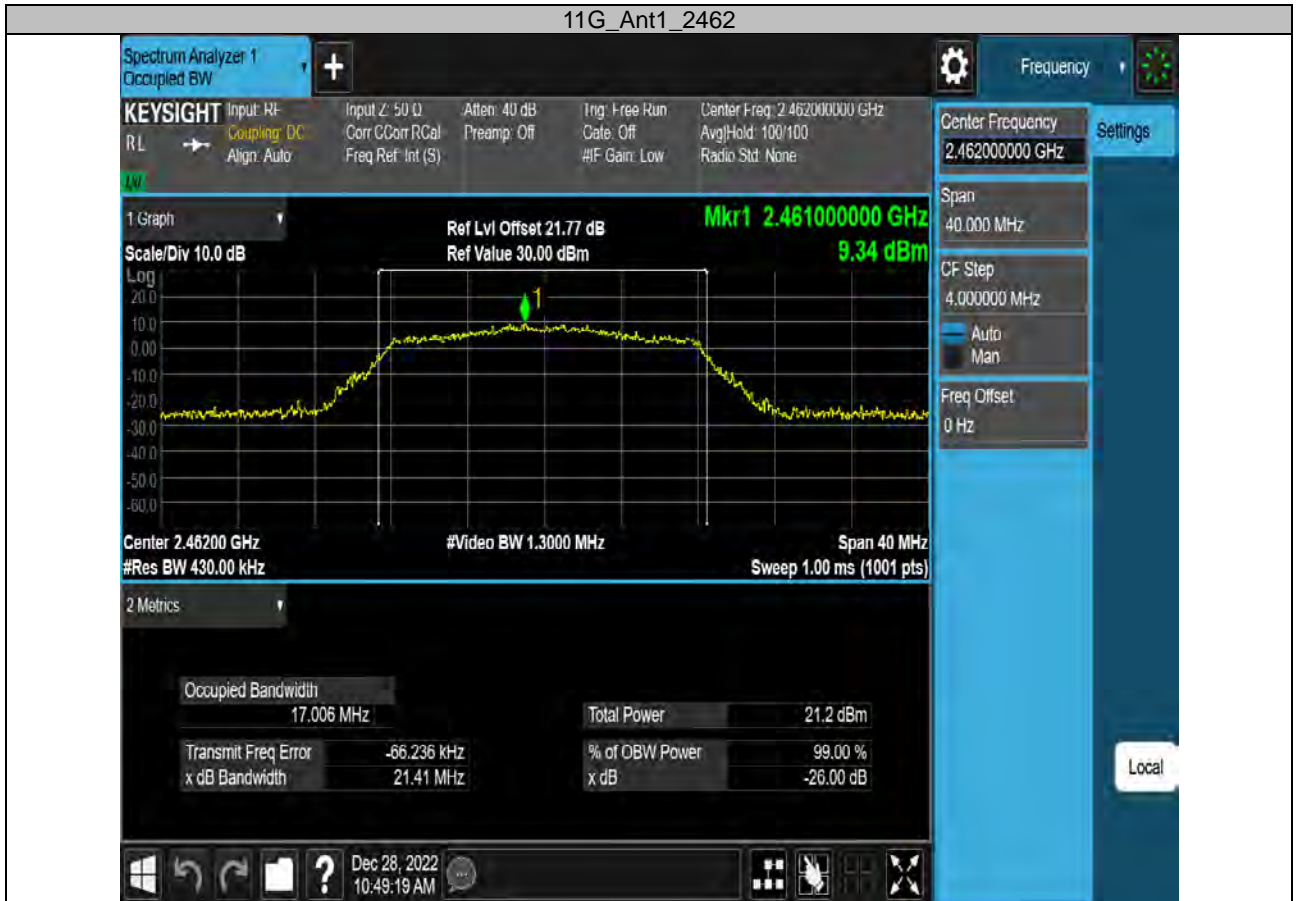 11G_Ant1_2462
Spectrum Analyzer 1
Occupied BW
Frequency
KEYSIGHT
RL
Input: RF
Coupling: DC
Align: Auto
Input Z: 50 Ω
Corr CCorr RCal
Freq Ref: Int (S)
Atten: 40 dB
Preamp: Off
Trig: Free Run
Gate: Off
#IF Gain: Low
Center Freq: 2.462000000 GHz
Avg|Hold: 100/100
Radio Std: None
Center Frequency
2.462000000 GHz
Settings
Span
40.000 MHz
CF Step
4.000000 MHz
Auto
Man
Freq Offset
0 Hz
Local
1 Graph
Scale/Div 10.0 dB
Ref Lvl Offset 21.77 dB
Ref Value 30.00 dBm
Mkr1 2.461000000 GHz
9.34 dBm
Log
20.0
10.0
0.00
-10.0
-20.0
-30.0
-40.0
-50.0
-60.0
1
Center 2.46200 GHz
#Res BW 430.00 kHz
#Video BW 1.3000 MHz
Span 40 MHz
Sweep 1.00 ms (1001 pts)
2 Metrics
Occupied Bandwidth
17.006 MHz
Total Power 21.2 dBm
Transmit Freq Error -66.236 kHz
% of OBW Power 99.00 %
x dB Bandwidth 21.41 MHz
x dB -26.00 dB
?
Dec 28, 2022
10:49:19 AM